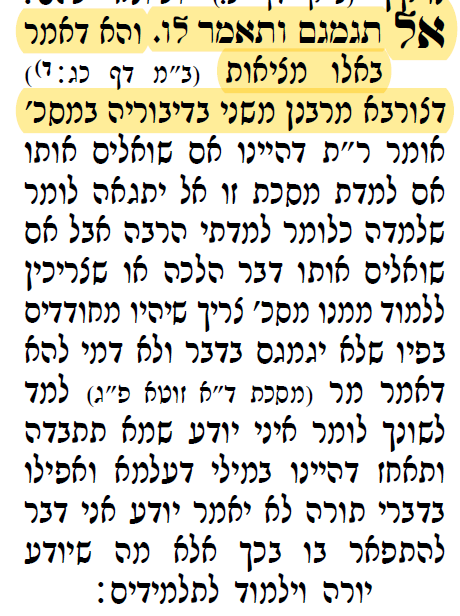 אל תגמגם ותאמר לו. והא דאמר
באלו מציאות (ב״מ דף כג:ד)
דצורבא מרבנן משני בדיבוריה במסכ׳
אומר ר״ת דהיינו אם שואלים אותו
אם למדת מסכת זו אל יתגאה לומר
שלמדה כלומר למדתי הרבה אבל אם
שואלים אותו דבר הלכה או שצריכין
ללמוד ממנו מסכ׳ צריך שיהיו מחודדים
בפיו שלא יגמגם בדבר ולא דמי להא
דאמר מר (מסכת ד״א זוטא פ״ג) למד
לשונך לומר איני יודע שמא תתבדה
ותאחז דהיינו במילי דעלמא ואפילו
בדברי תורה לא יאמר יודע אני דבר
להתפאר בו בכך אלא מה שיודע
יורה וילמוד לתלמידים: